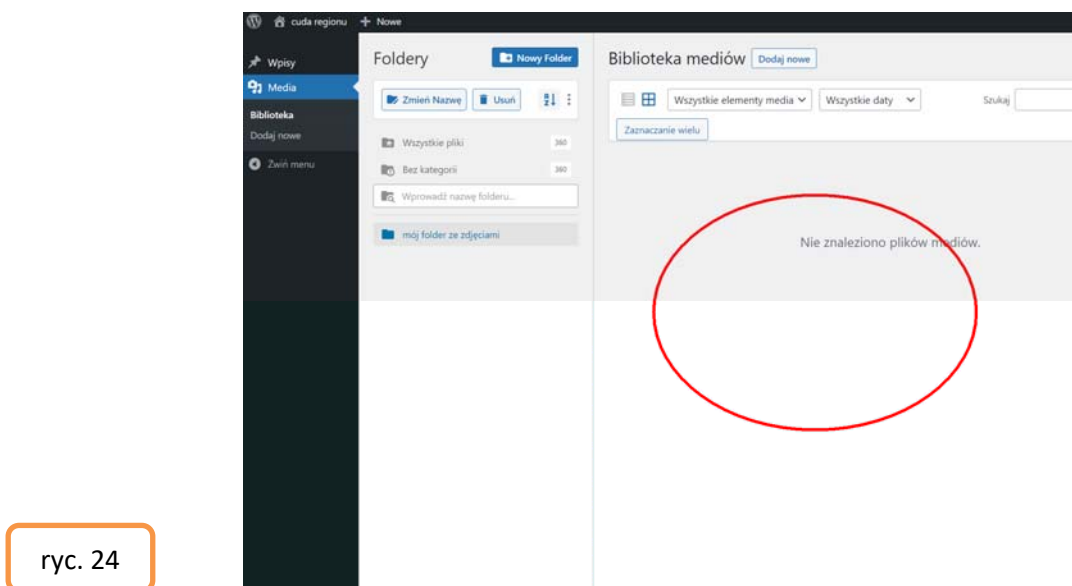 cuda regionu + Nowe
Wpisy
Media
Biblioteka
Dodaj nowe
Zwiń menu
Foldery Nowy Folder
Zmień Nazwę Usuń
Wszystkie pliki 360
Bez kategorii 360
Wprowadź nazwę folderu...
mój folder ze zdjęciami
Biblioteka mediów Dodaj nowe
Wszystkie elementy media Wszystkie daty Szukaj
Zaznaczanie wielu
Nie znaleziono plików mediów.
ryc. 24